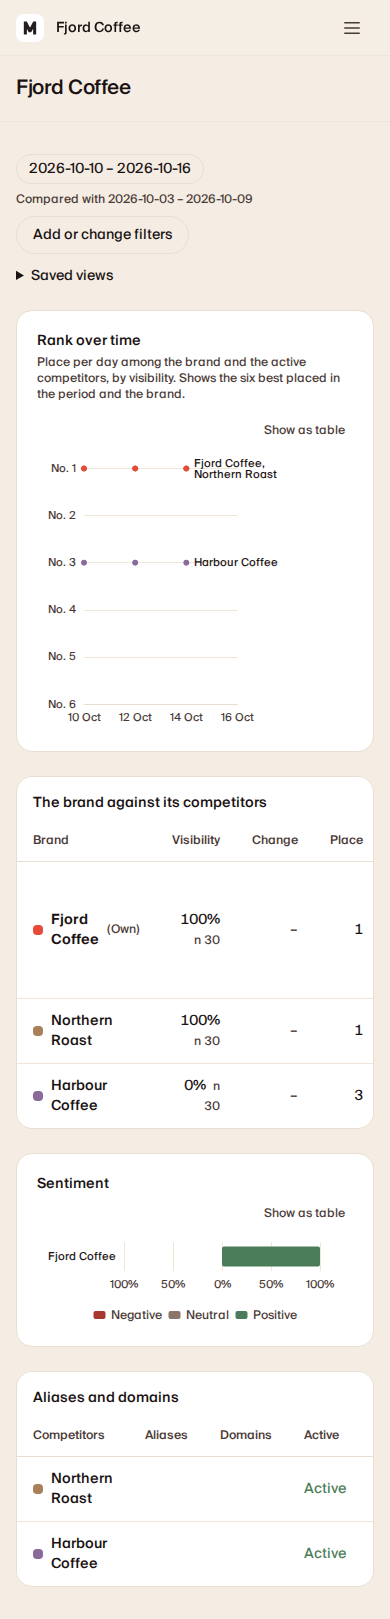 M Fjord Coffee
Fjord Coffee
2026-10-10 – 2026-10-16
Compared with 2026-10-03 – 2026-10-09
Add or change filters
Saved views
Rank over time
Place per day among the brand and the active
competitors, by visibility. Shows the six best placed in
the period and the brand.
Show as table
No. 1
Fjord Coffee,
Northern Roast
No. 2
No. 3
Harbour Coffee
No. 4
No. 5
No. 6
10 Oct 12 Oct 14 Oct 16 Oct
The brand against its competitors
Brand Visibility Change Place
Fjord
Coffee
(Own)
100%
n 30
– 1
Northern
Roast
100%
n 30
– 1
Harbour
Coffee
0% n
30
– 3
Sentiment
Show as table
Fjord Coffee
100% 50% 0% 50% 100%
Negative Neutral Positive
Aliases and domains
Competitors Aliases Domains Active
Northern
Roast
Active
Harbour
Coffee
Active